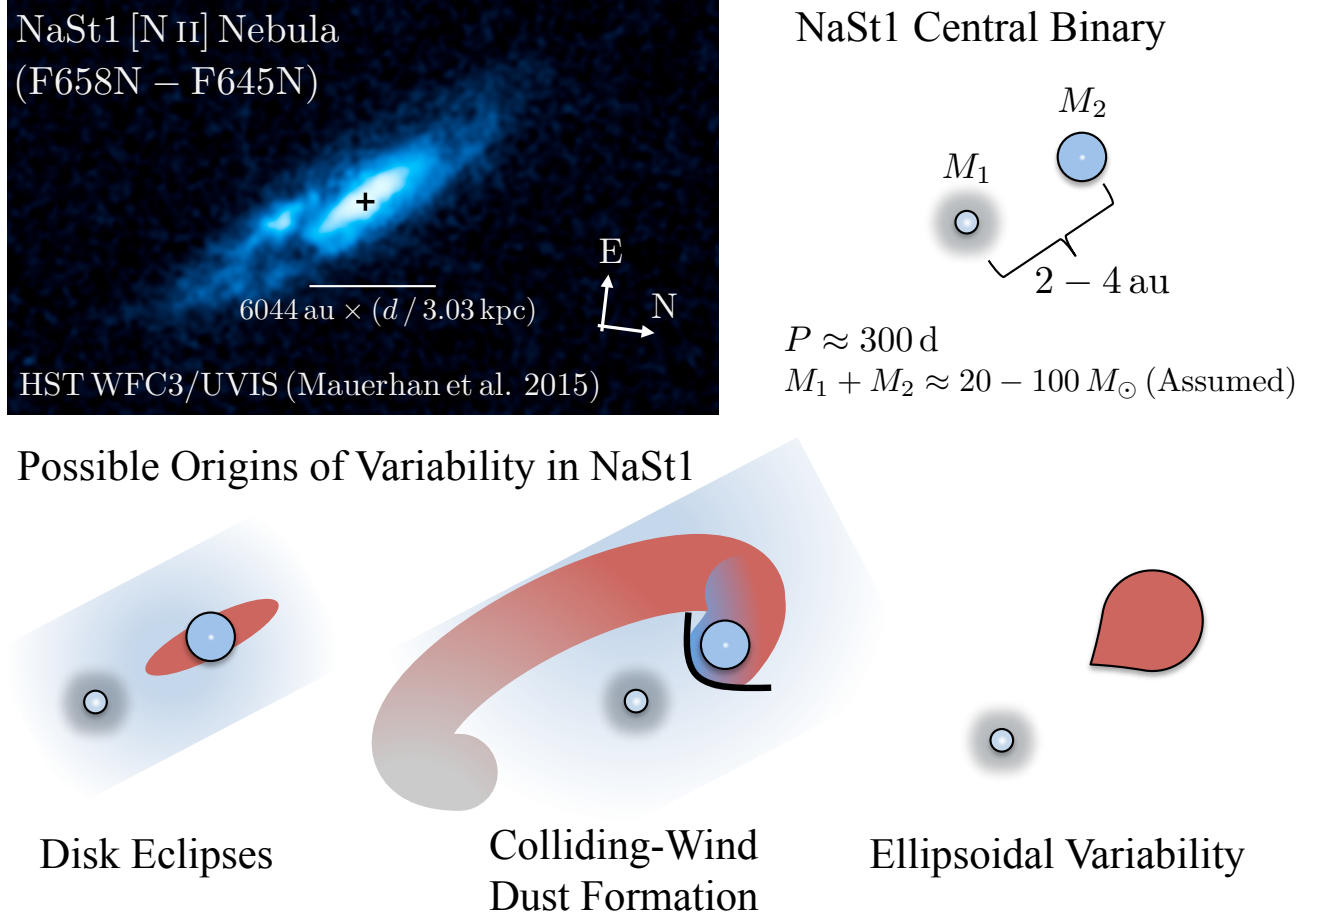 NaSt1 [N II] Nebula
(F658N − F645N)
6044 au × (d / 3.03 kpc)
E
N
HST WFC3/UVIS (Mauerhan et al. 2015)
NaSt1 Central Binary
M₂
M₁
2 − 4 au
P ≈ 300 d
M₁ + M₂ ≈ 20 − 100 M☉ (Assumed)
Possible Origins of Variability in NaSt1
Disk Eclipses
Colliding-Wind
Dust Formation
Ellipsoidal Variability